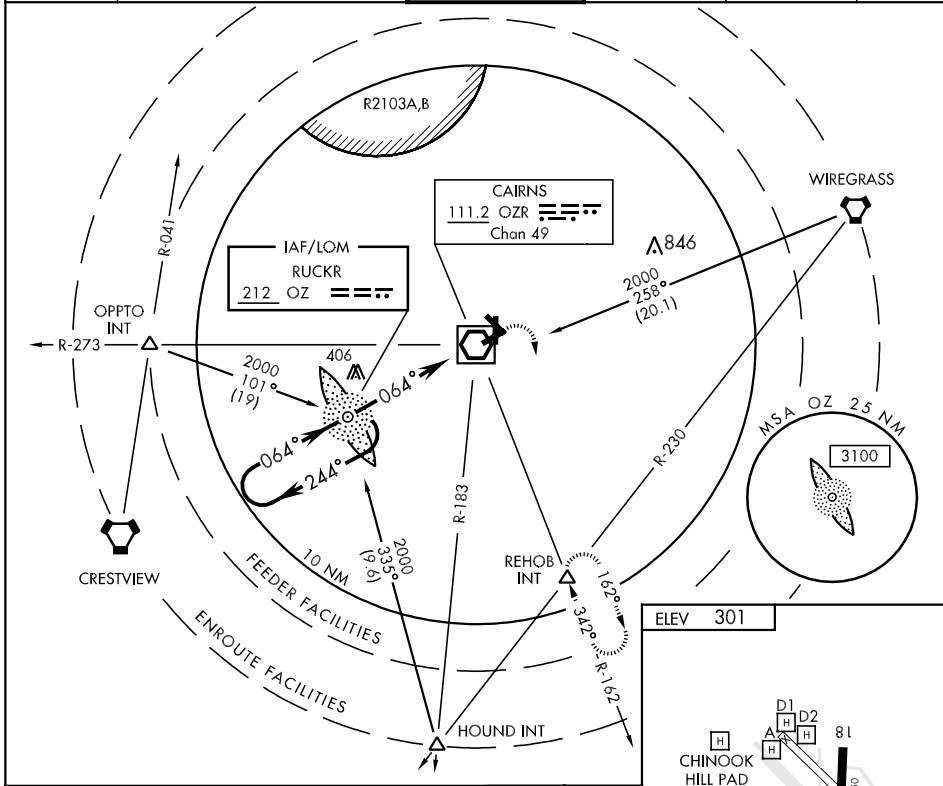 R2103A,B
WIREGRASS
CAIRNS
111.2 OZR
Chan 49
846
R-041
IAF/LOM
RUCKR
212 OZ
2000
258°
(20.1)
OPPTO
INT
R-273
2000
101°
(19)
406
064°
064°
244°
MSA OZ 25 NM
3100
R-230
R-183
2000
335°
(9.6)
CRESTVIEW
10 NM
FEEDER FACILITIES
ENROUTE FACILITIES
REHOB
INT
162°
342°
R-162
HOUND INT
ELEV 301
D1
H
D2
H
A
H
H
18
CHINOOK
HILL PAD